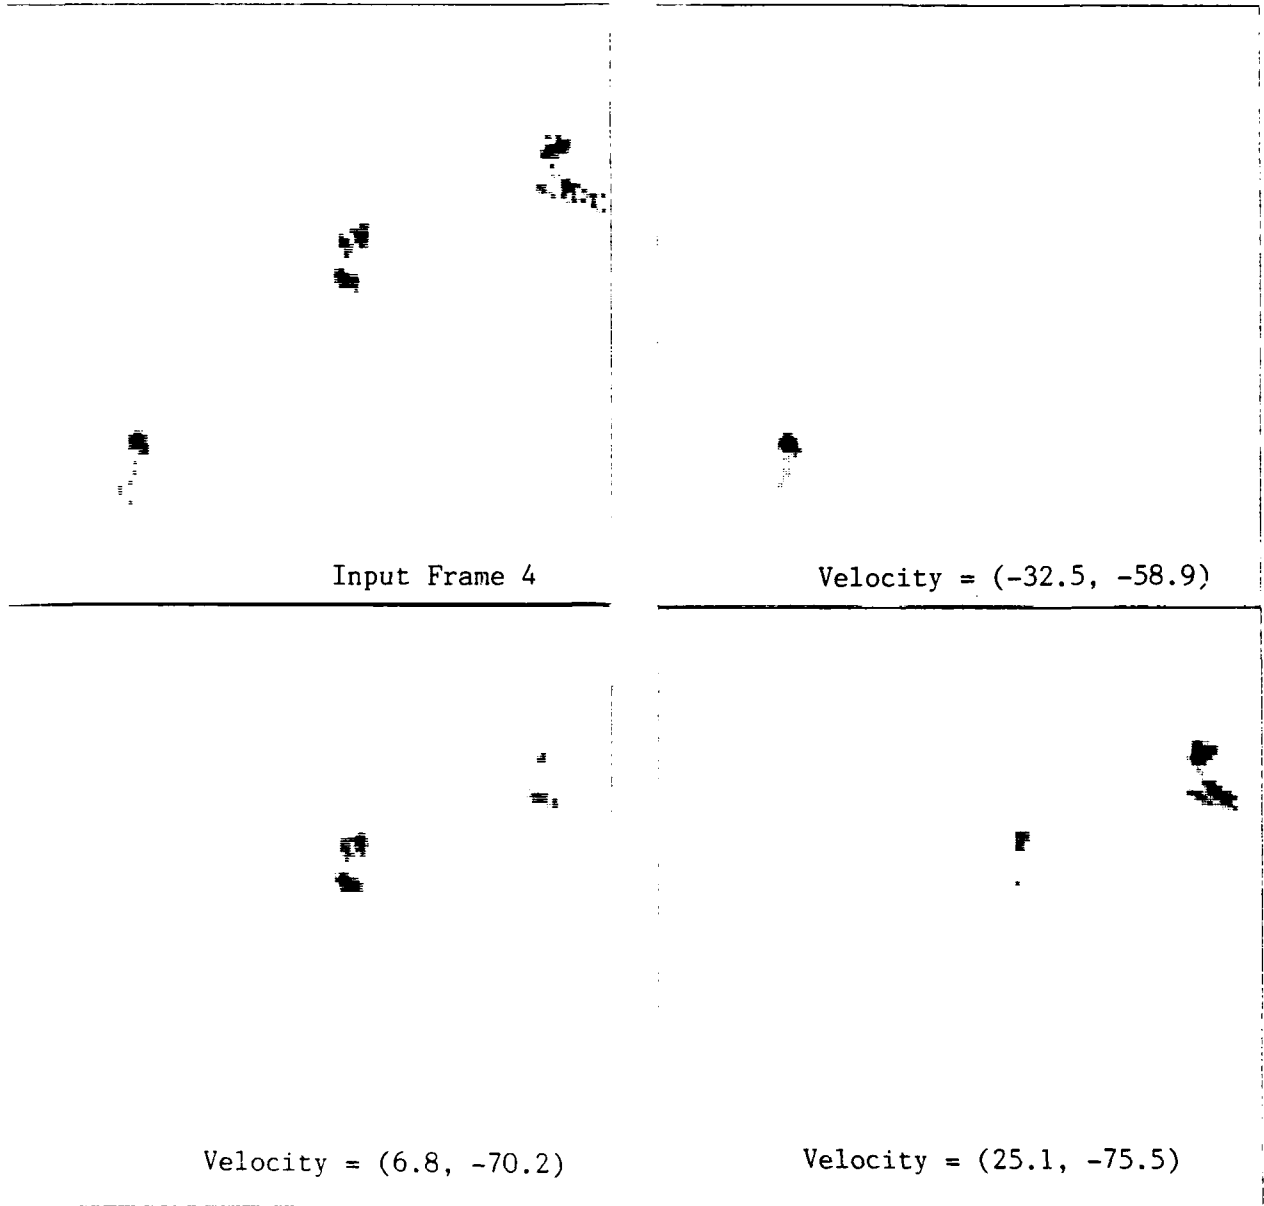 Input Frame 4
Velocity = (-32.5, -58.9)
Velocity = (6.8, -70.2)
Velocity = (25.1, -75.5)